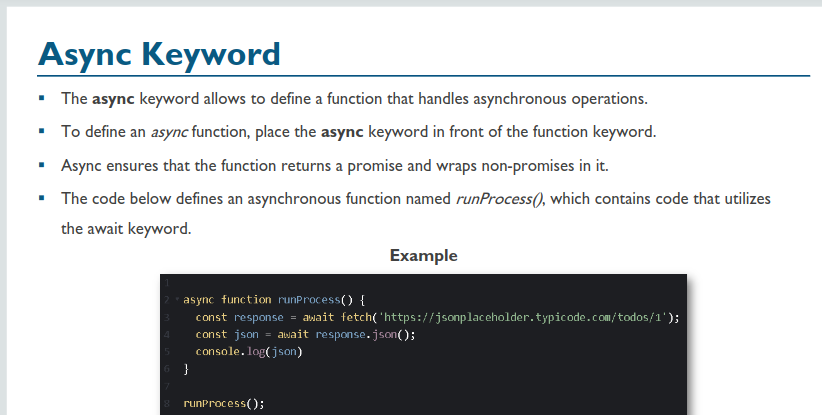 Async Keyword
▪ The async keyword allows to define a function that handles asynchronous operations.
▪ To define an async function, place the async keyword in front of the function keyword.
▪ Async ensures that the function returns a promise and wraps non-promises in it.
▪ The code below defines an asynchronous function named runProcess(), which contains code that utilizes
the await keyword.
Example
1
2 async function runProcess() {
3 const response = await fetch('https://jsonplaceholder.typicode.com/todos/1');
4 const json = await response.json();
5 console.log(json)
6 }
7
8 runProcess();